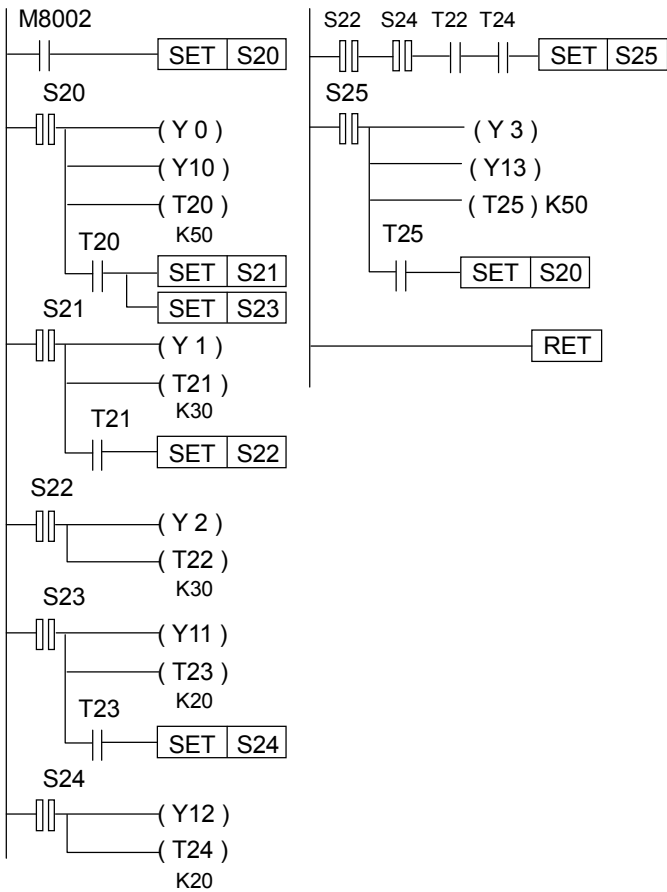 M8002
SET S20
S20
( Y 0 )
( Y10 )
( T20 )
K50
T20
SET S21
SET S23
S21
( Y 1 )
( T21 )
K30
T21
SET S22
S22
( Y 2 )
( T22 )
K30
S23
( Y11 )
( T23 )
K20
T23
SET S24
S24
( Y12 )
( T24 )
K20
S22 S24 T22 T24
SET S25
S25
( Y 3 )
( Y13 )
( T25 ) K50
T25
SET S20
RET